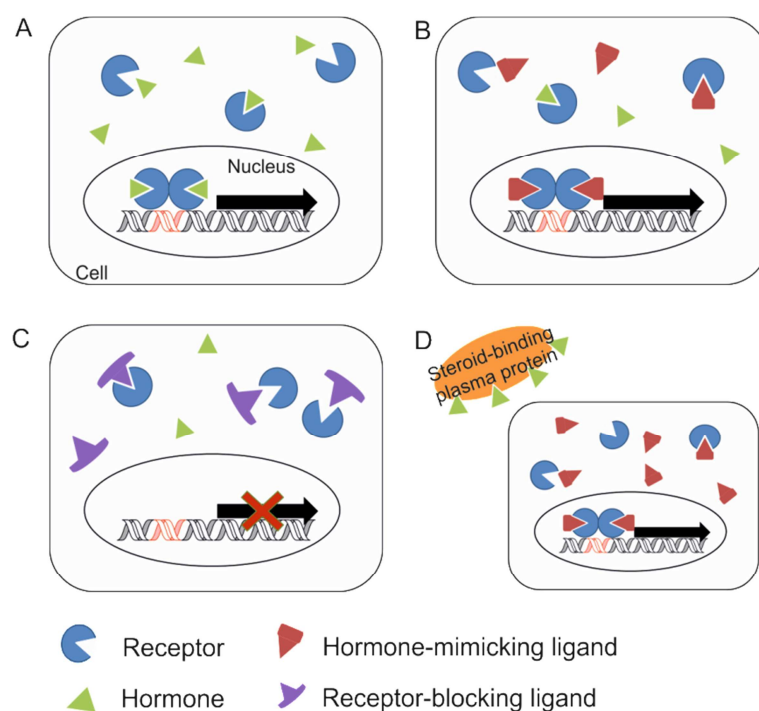 A
B
Nucleus
Cell
C
D
Steroid-binding
plasma protein
Receptor
Hormone-mimicking ligand
Hormone
Receptor-blocking ligand